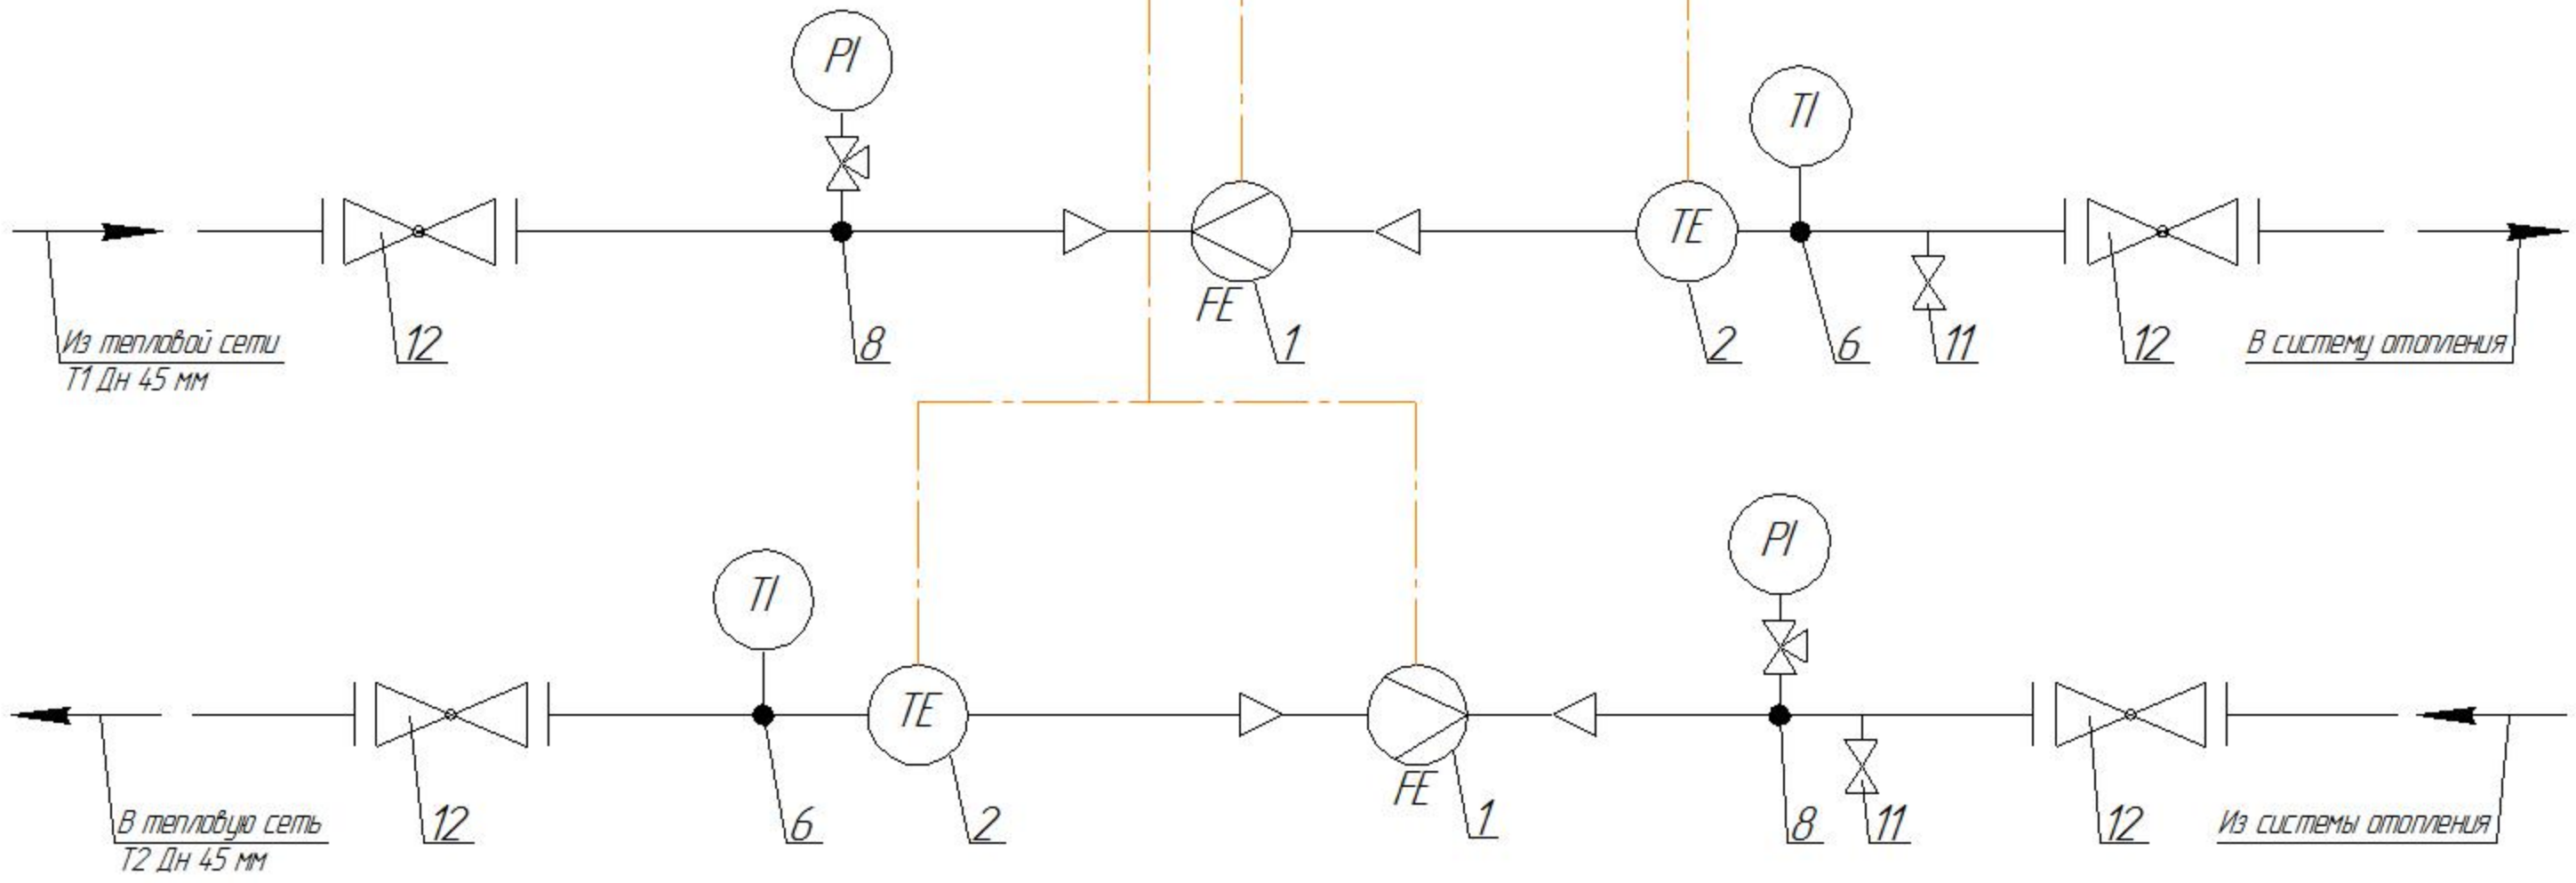 PI
TI
TE
FE
Из тепловой сети
Т1 Дн 45 мм
12
8
1
2
6
11
12
В систему отопления
PI
TI
TE
FE
В тепловую сеть
Т2 Дн 45 мм
12
6
2
1
8
11
12
Из системы отопления